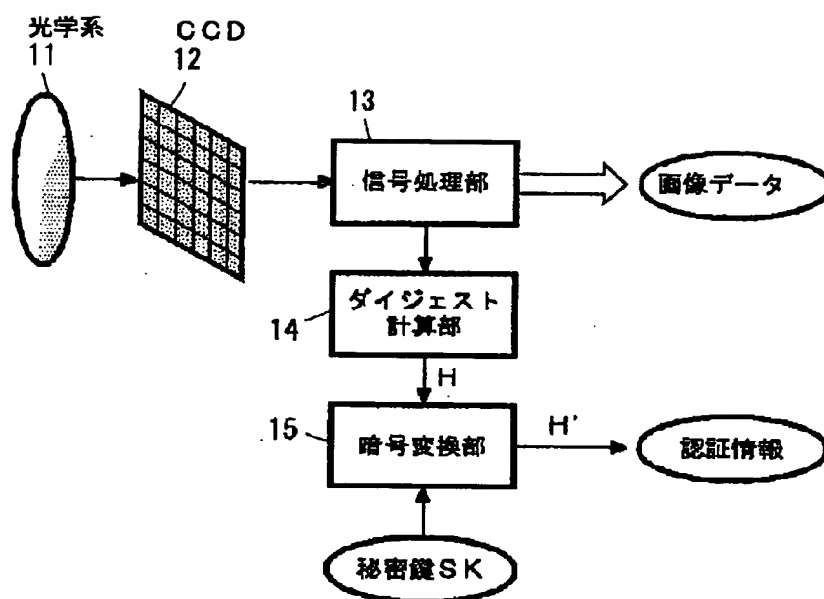 光学系
11
CCD
12
13
信号処理部
画像データ
14
ダイジェスト
計算部
H
15
暗号変換部
H'
認証情報
秘密鍵SK